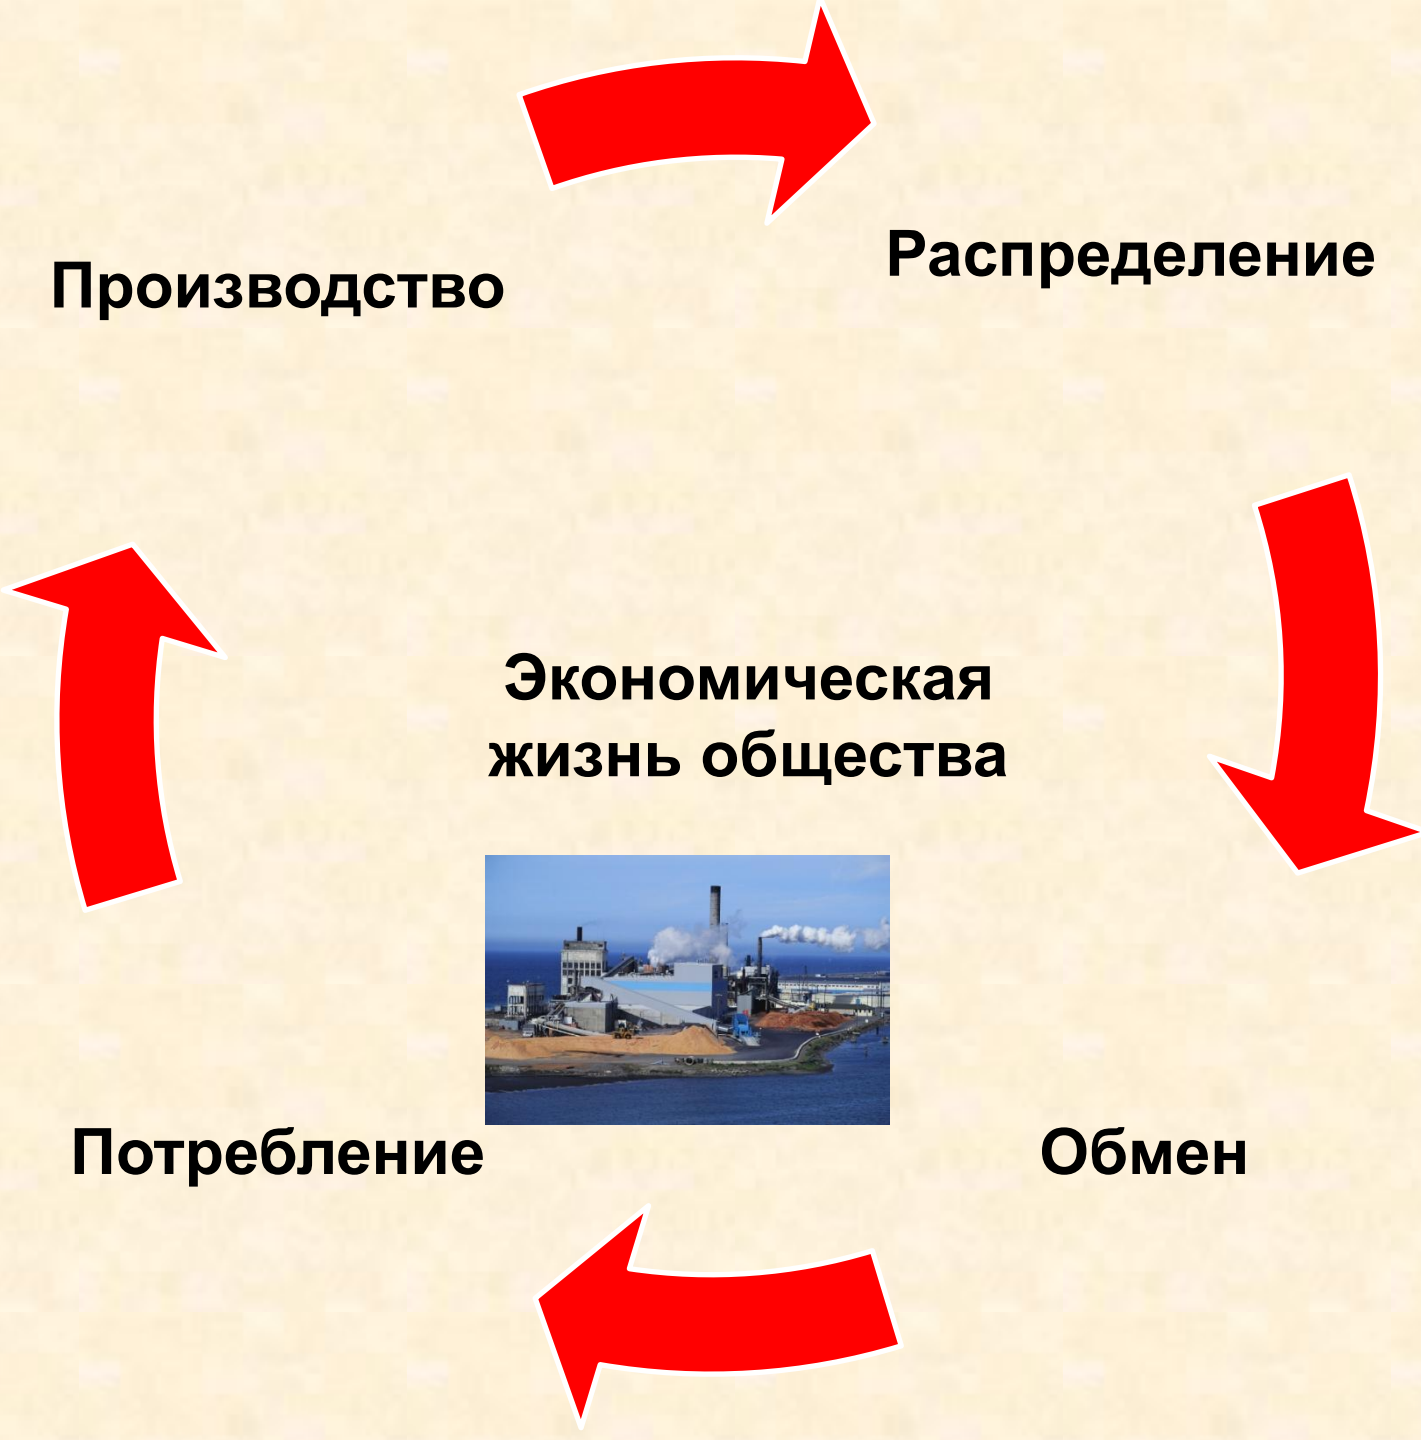 Производство
Распределение
Экономическая
жизнь общества
Потребление
Обмен